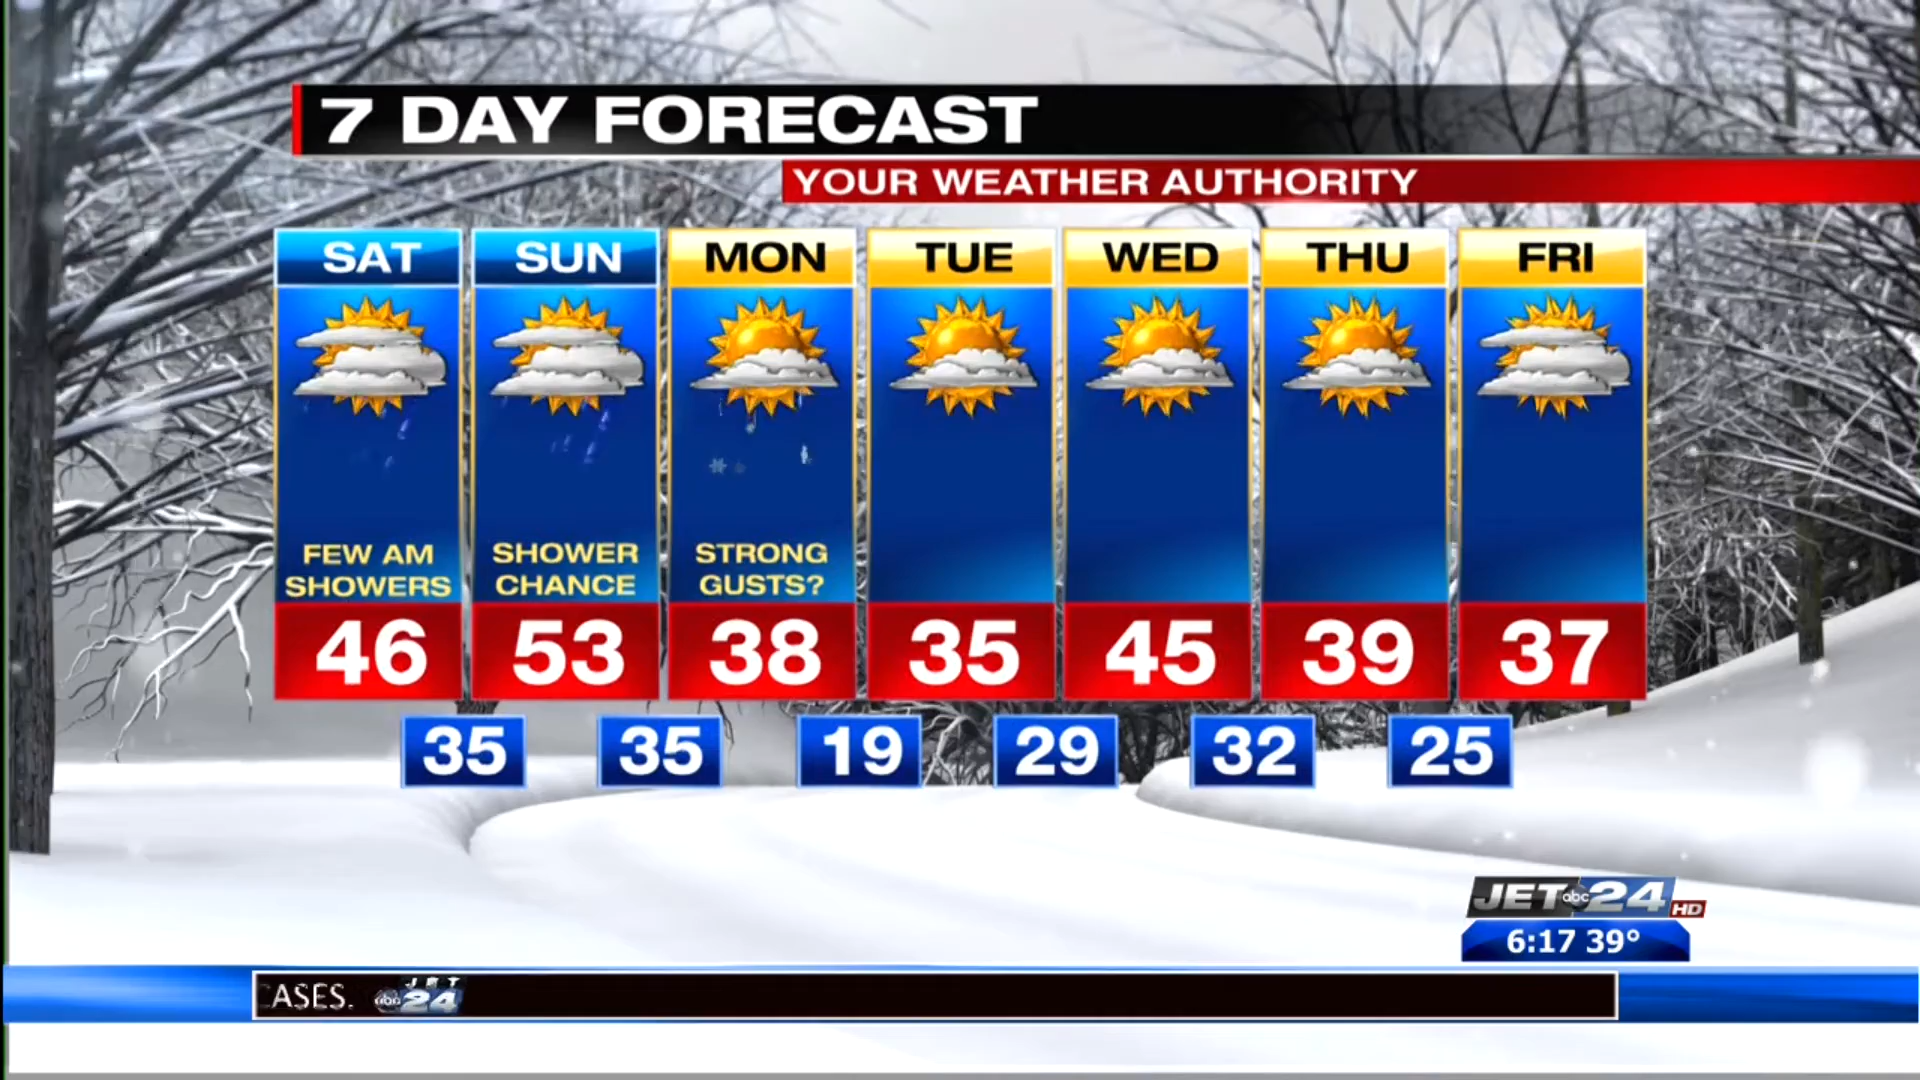 7 DAY FORECAST
YOUR WEATHER AUTHORITY
SAT SUN MON TUE WED THU FRI
FEW AM SHOWER STRONG
SHOWERS CHANCE GUSTS?
46 53 38 35 45 39 37
35 35 19 29 32 25
JET abc 24 HD
6:17 39°
ASES. abc JET 24